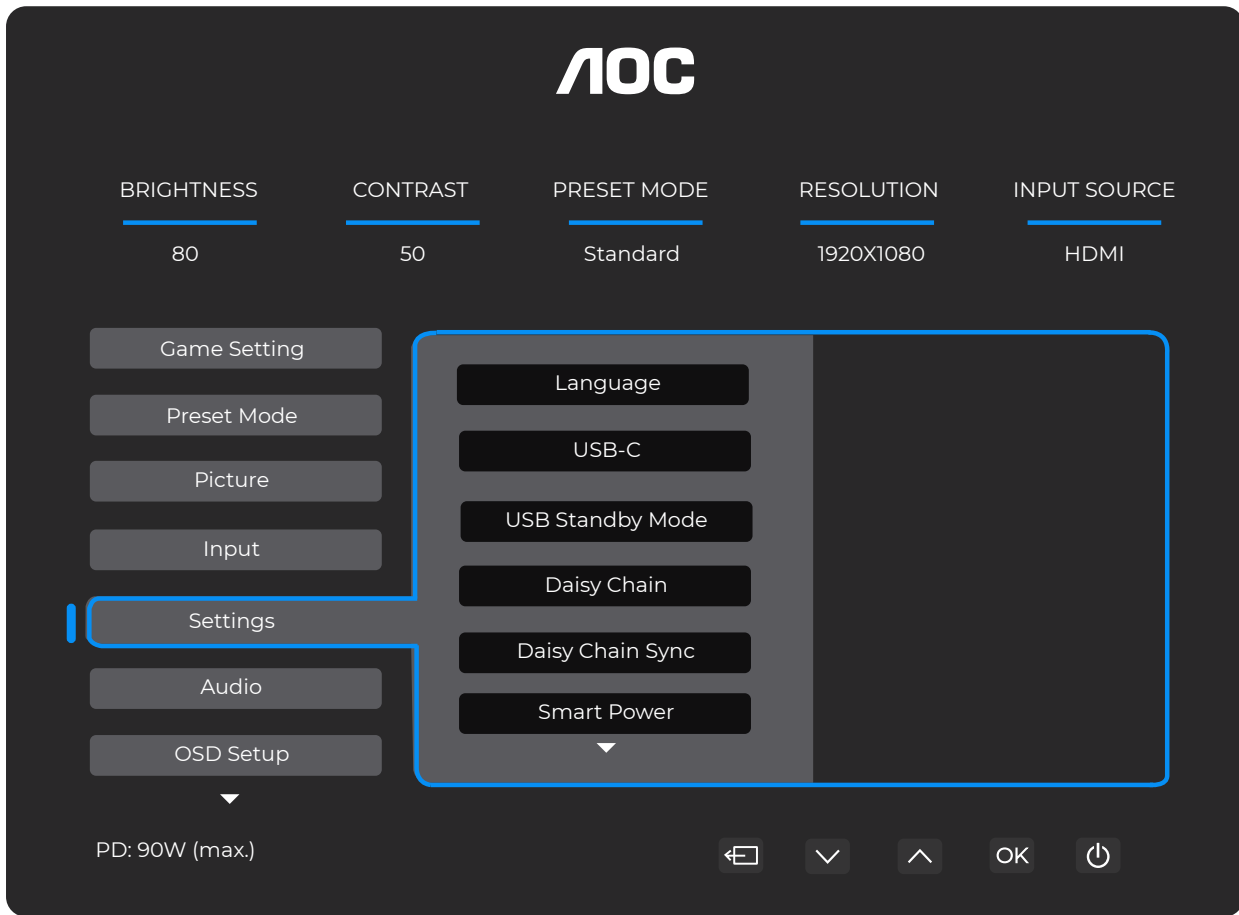 AOC
BRIGHTNESS CONTRAST PRESET MODE RESOLUTION INPUT SOURCE
80 50 Standard 1920X1080 HDMI
Game Setting
Preset Mode
Picture
Input
Settings
Audio
OSD Setup
Language
USB-C
USB Standby Mode
Daisy Chain
Daisy Chain Sync
Smart Power
PD: 90W (max.)
OK